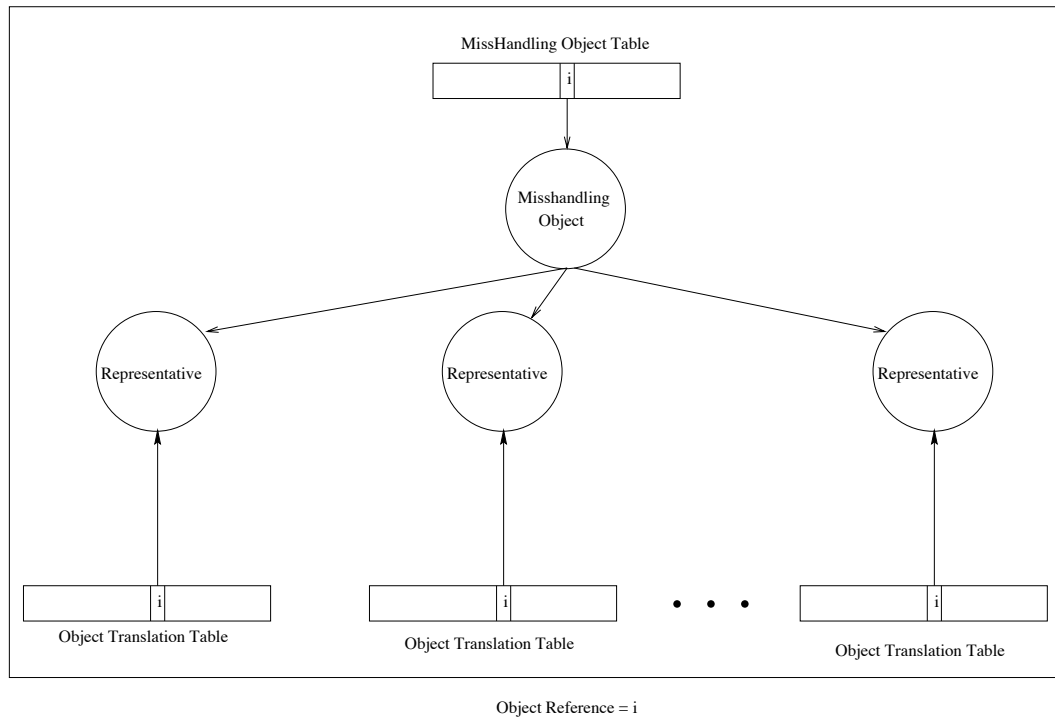 MissHandling Object Table
i
Misshandling
Object
Representative
Representative
Representative
i
i
i
Object Translation Table
Object Translation Table
Object Translation Table
Object Reference = i